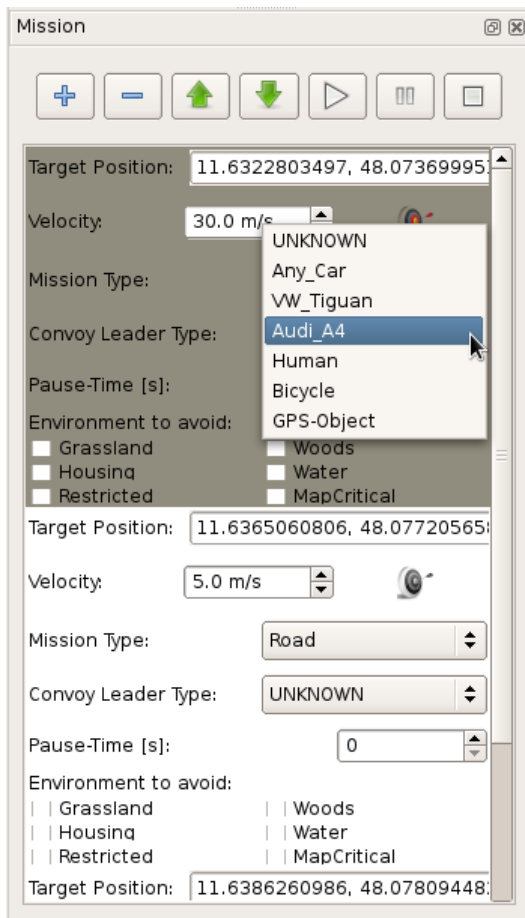 Mission
Target Position: 11.6322803497, 48.07369995
Velocity: 30.0 m/s
UNKNOWN
Any_Car
Mission Type:
VW_Tiguan
Convoy Leader Type:
Audi_A4
Human
Pause-Time [s]:
Bicycle
Environment to avoid:
GPS-Object
Grassland Woods
Housing Water
Restricted MapCritical
Target Position: 11.6365060806, 48.07720565
Velocity: 5.0 m/s
Mission Type: Road
Convoy Leader Type: UNKNOWN
Pause-Time [s]: 0
Environment to avoid:
Grassland Woods
Housing Water
Restricted MapCritical
Target Position: 11.6386260986, 48.07809448